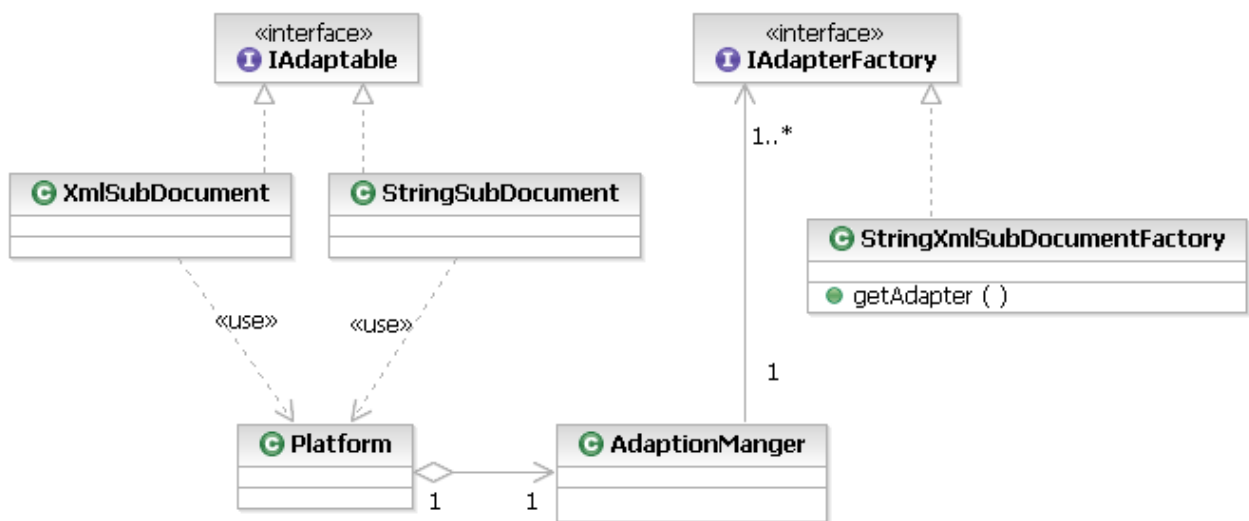 «interface»
I IAdaptable
«interface»
I IAdapterFactory
1..*
C XmlSubDocument
C StringSubDocument
C StringXmlSubDocumentFactory
getAdapter ( )
«use»
«use»
1
C Platform
C AdaptionManger
1
1